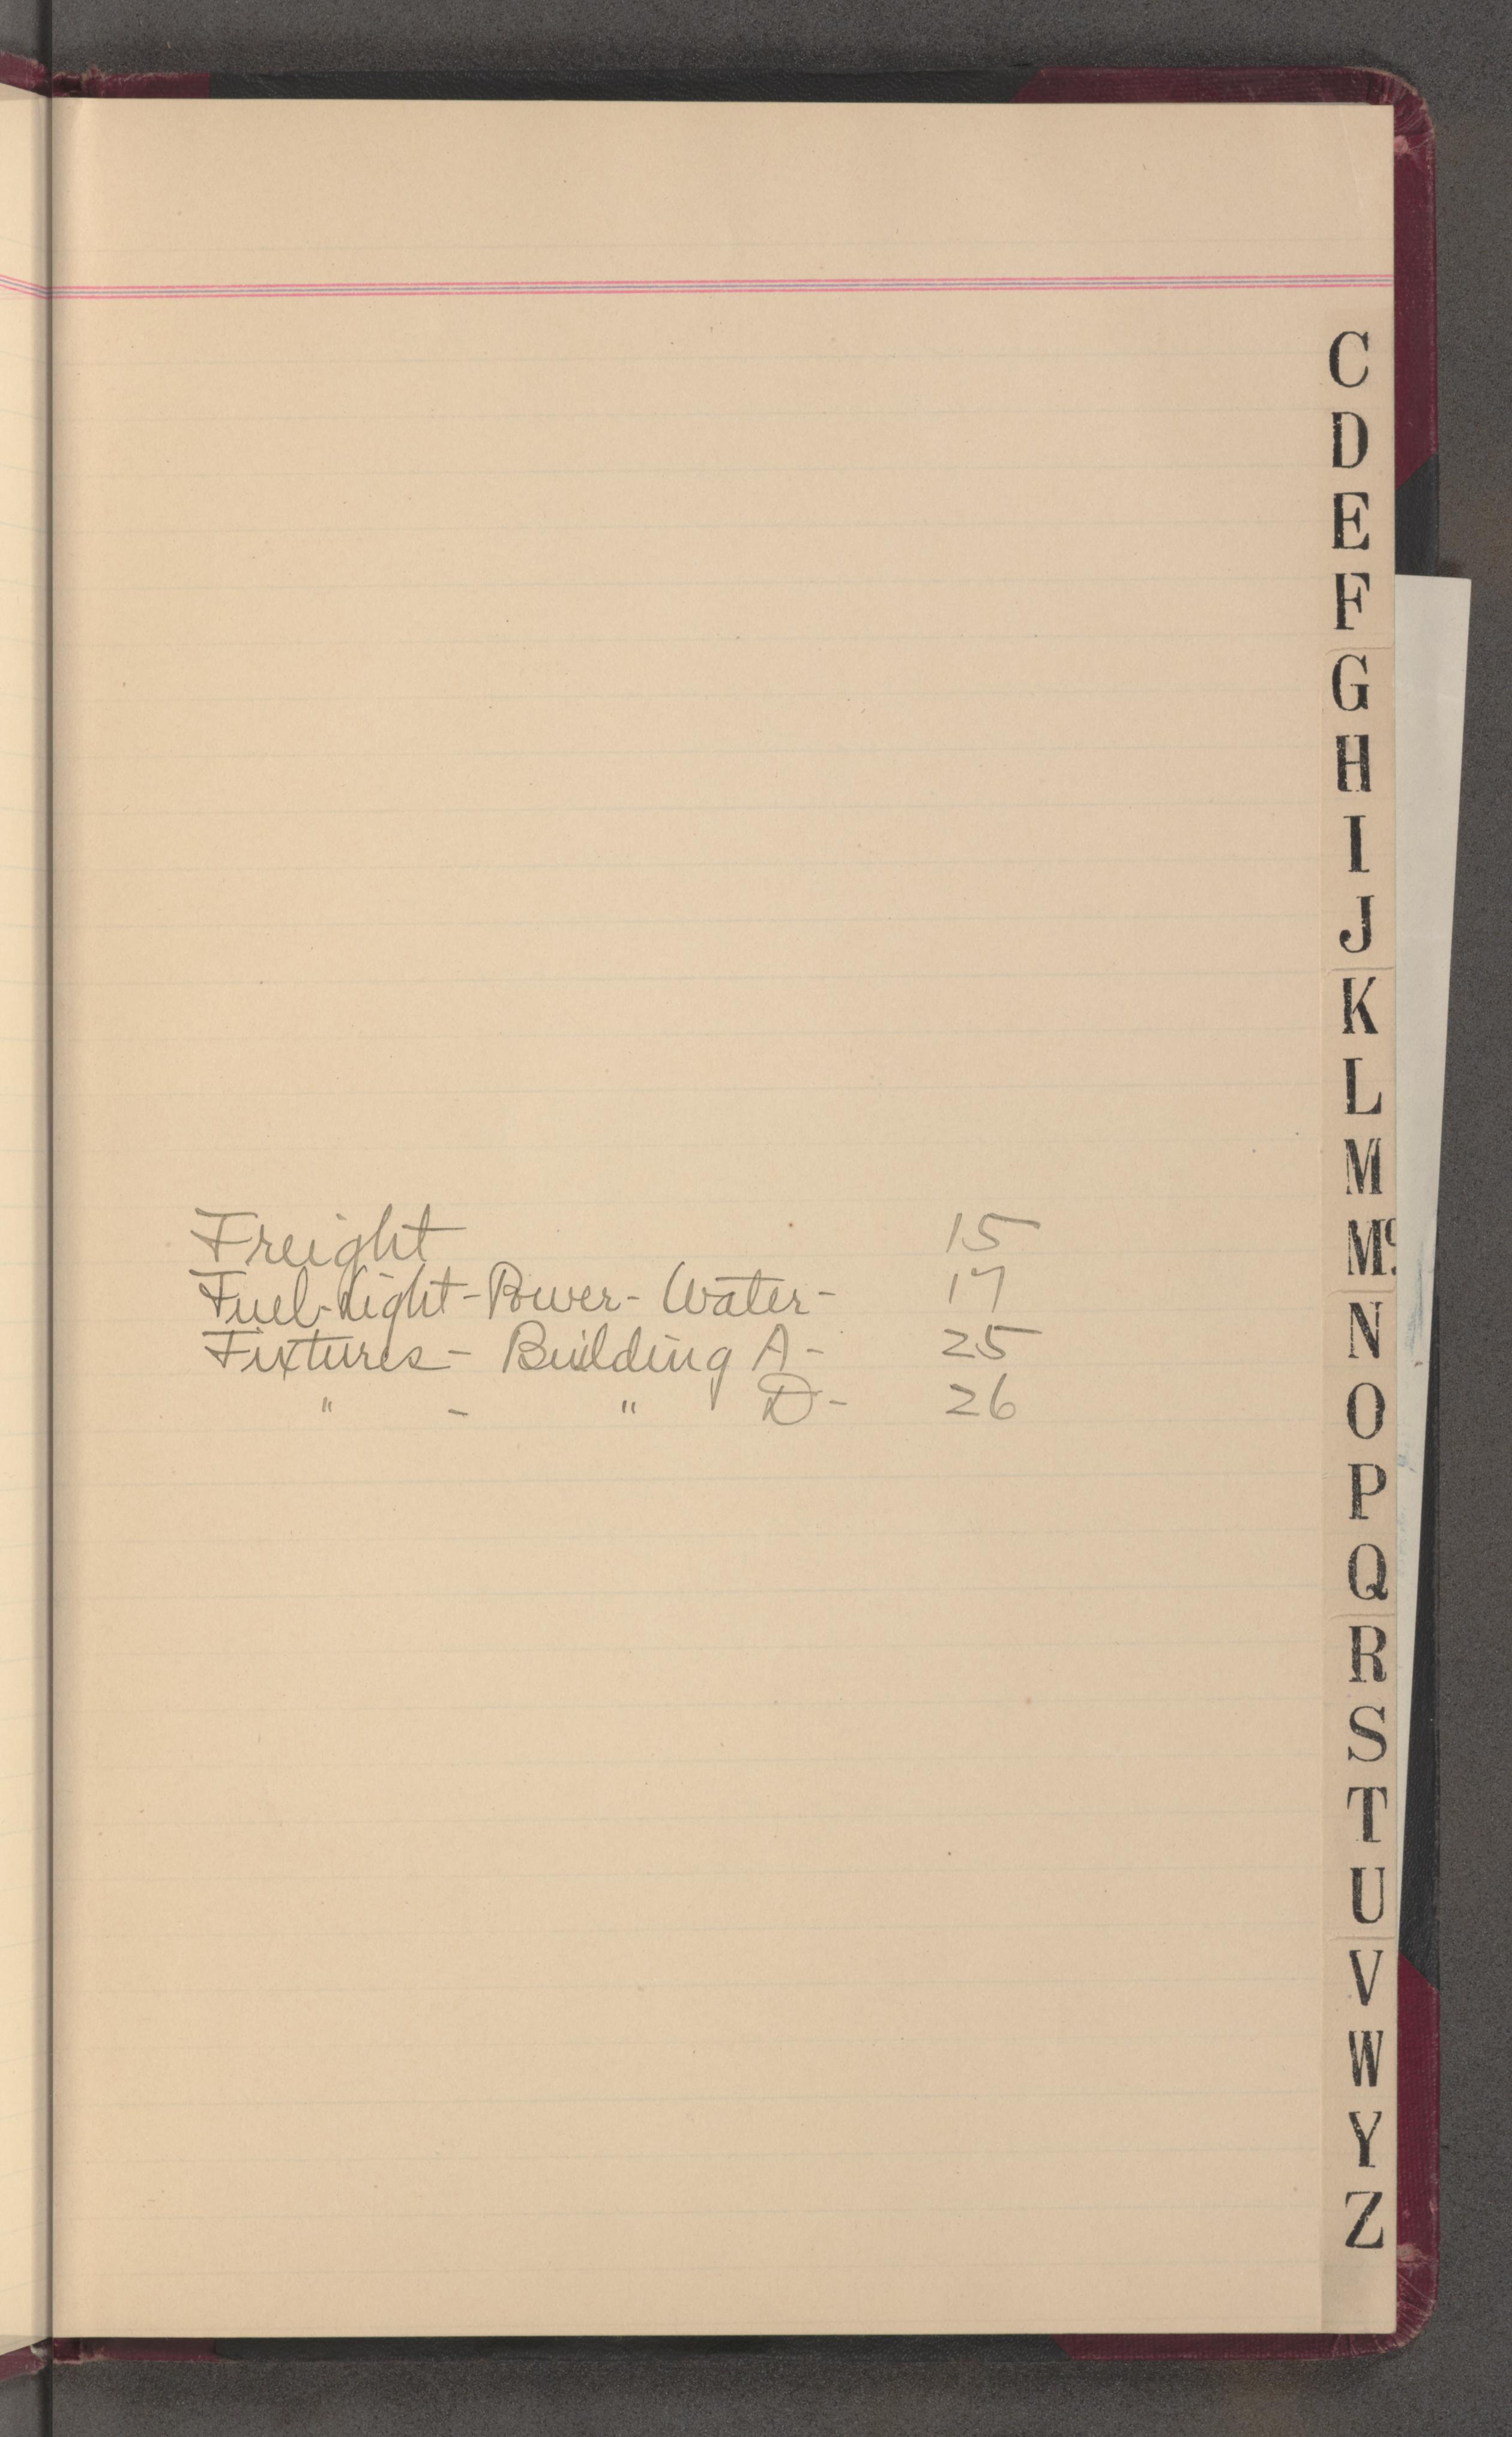 C
D
E
F
G
H
I
J
K
L
M
Mc
N
O
P
Q
R
S
T
U
V
W
Y
Z
Freight 15
Fuel-Light-Power-Water- 17
Fixtures- Building A- 25
" - " D- 26